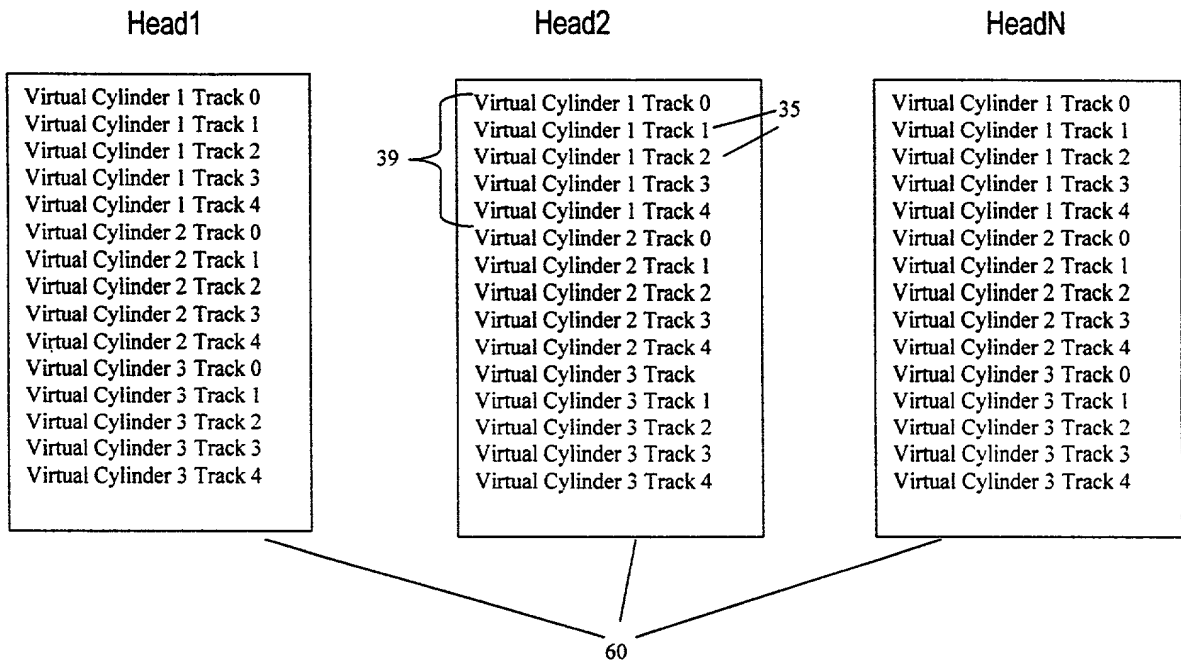 Head1
Virtual Cylinder 1 Track 0
Virtual Cylinder 1 Track 1
Virtual Cylinder 1 Track 2
Virtual Cylinder 1 Track 3
Virtual Cylinder 1 Track 4
Virtual Cylinder 2 Track 0
Virtual Cylinder 2 Track 1
Virtual Cylinder 2 Track 2
Virtual Cylinder 2 Track 3
Virtual Cylinder 2 Track 4
Virtual Cylinder 3 Track 0
Virtual Cylinder 3 Track 1
Virtual Cylinder 3 Track 2
Virtual Cylinder 3 Track 3
Virtual Cylinder 3 Track 4
Head2
39
Virtual Cylinder 1 Track 0
Virtual Cylinder 1 Track 1
Virtual Cylinder 1 Track 2
Virtual Cylinder 1 Track 3
Virtual Cylinder 1 Track 4
Virtual Cylinder 2 Track 0
Virtual Cylinder 2 Track 1
Virtual Cylinder 2 Track 2
Virtual Cylinder 2 Track 3
Virtual Cylinder 2 Track 4
Virtual Cylinder 3 Track
Virtual Cylinder 3 Track 1
Virtual Cylinder 3 Track 2
Virtual Cylinder 3 Track 3
Virtual Cylinder 3 Track 4
35
HeadN
Virtual Cylinder 1 Track 0
Virtual Cylinder 1 Track 1
Virtual Cylinder 1 Track 2
Virtual Cylinder 1 Track 3
Virtual Cylinder 1 Track 4
Virtual Cylinder 2 Track 0
Virtual Cylinder 2 Track 1
Virtual Cylinder 2 Track 2
Virtual Cylinder 2 Track 3
Virtual Cylinder 2 Track 4
Virtual Cylinder 3 Track 0
Virtual Cylinder 3 Track 1
Virtual Cylinder 3 Track 2
Virtual Cylinder 3 Track 3
Virtual Cylinder 3 Track 4
60